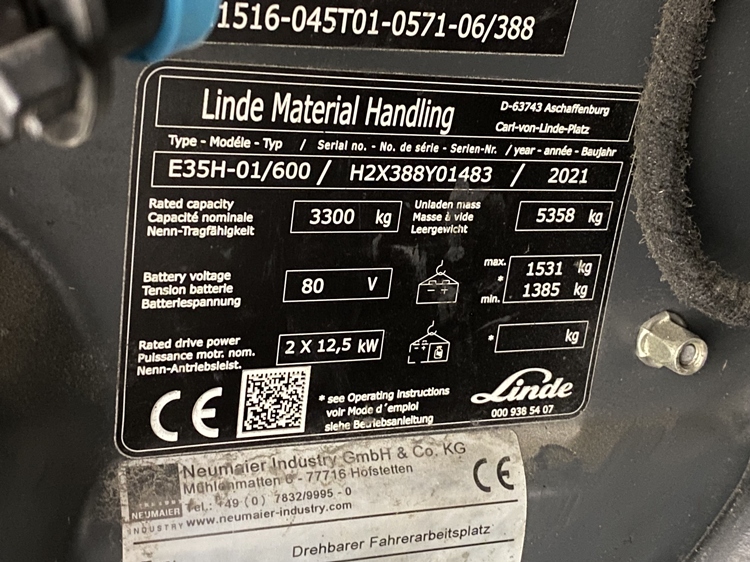 1516-045T01-0571-06/388
Linde Material Handling
D-63743 Aschaffenburg
Carl-von-Linde-Platz
Type - Modéle - Typ / Serial no. - No. de série - Serien-Nr. / year - année - Baujahr
E35H-01/600 / H2X388Y01483 / 2021
Rated capacity
Capacité nominale
Nenn-Tragfähigkeit
3300 kg
Unladen mass
Masse à vide
Leergewicht
5358 kg
Battery voltage
Tension batterie
Batteriespannung
80 V
max. 1531 kg
*
min. 1385 kg
Rated drive power
Puissance motr. nom.
Nenn-Antriebsleist.
2 X 12,5 kW
* kg
CE
* see Operating Instructions
voir Mode d'emploi
siehe Betriebsanleitung
Linde
000 936 54 07
Neumaier Industry GmbH & Co. KG
Mühlenmatten 6 - 77716 Hofstetten
Tel.: +49 (0) 7832/9995 - 0
www.neumaier-industry.com
NEUMAIER
INDUSTRY
CE
Drehbarer Fahrerarbeitsplatz